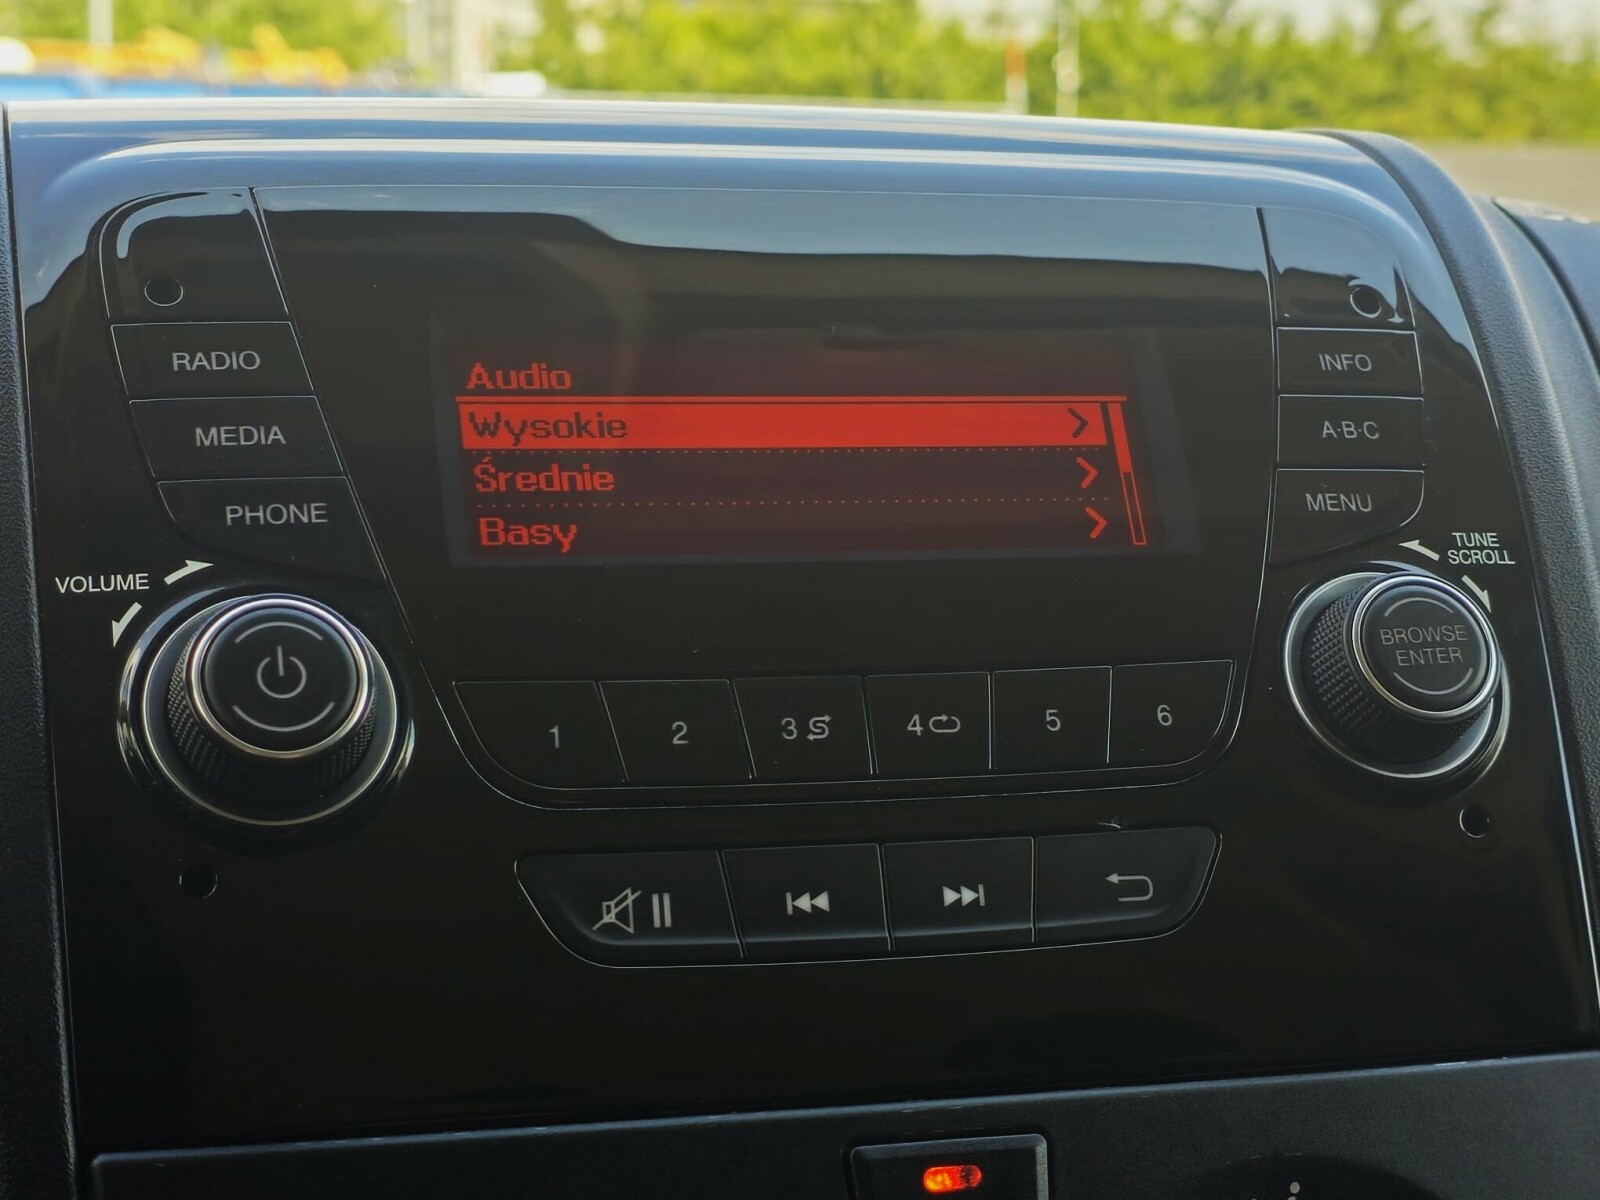 Audio
Wysokie
Średnie
Basy
RADIO
MEDIA
PHONE
VOLUME
INFO
A·B·C
MENU
TUNE
SCROLL
BROWSE
ENTER
1
2
3
4
5
6